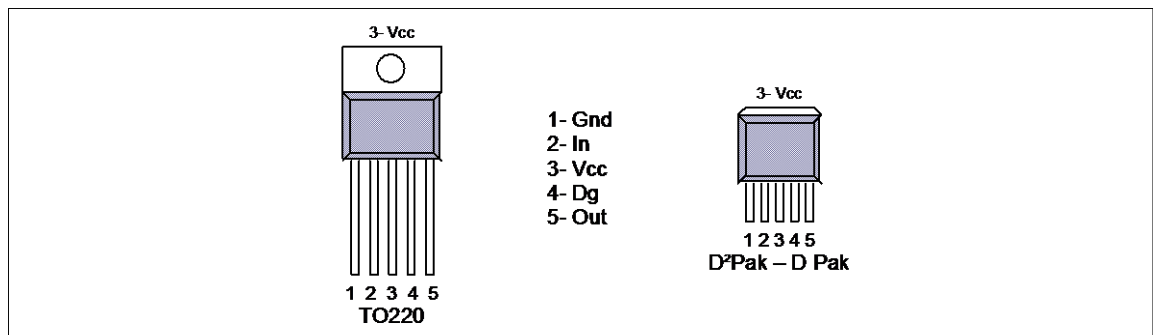 3- Vcc
1 2 3 4 5
TO220
1- Gnd
2- In
3- Vcc
4- Dg
5- Out
3- Vcc
1 2 3 4 5
D²Pak – D Pak